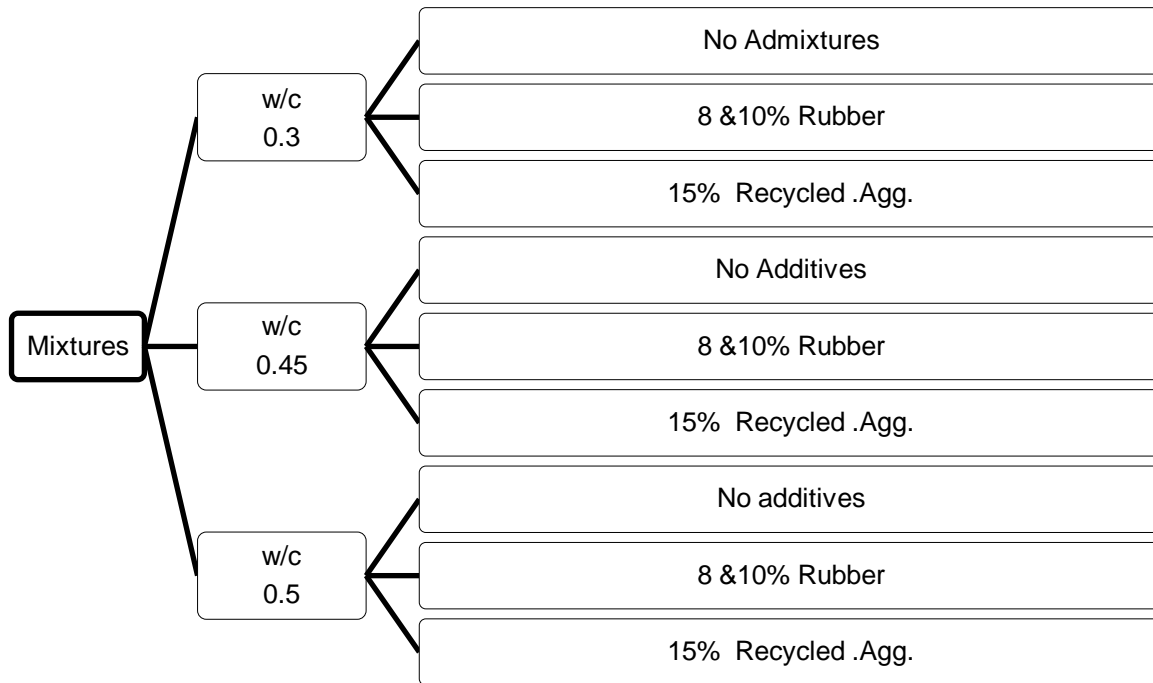 Mixtures
w/c
0.3
No Admixtures
8 &10% Rubber
15%  Recycled .Agg.
w/c
0.45
No Additives
8 &10% Rubber
15%  Recycled .Agg.
w/c
0.5
No additives
8 &10% Rubber
15%  Recycled .Agg.